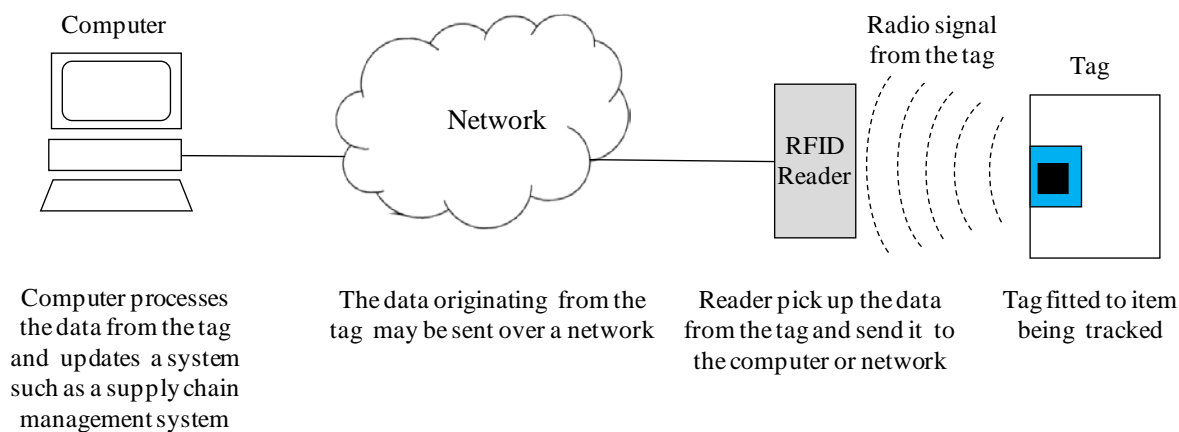 Computer
Network
RFID
Reader
Radio signal
from the tag
Tag
Computer processes
the data from the tag
and updates a system
such as a supply chain
management system
The data originating from the
tag may be sent over a network
Reader pick up the data
from the tag and send it to
the computer or network
Tag fitted to item
being tracked